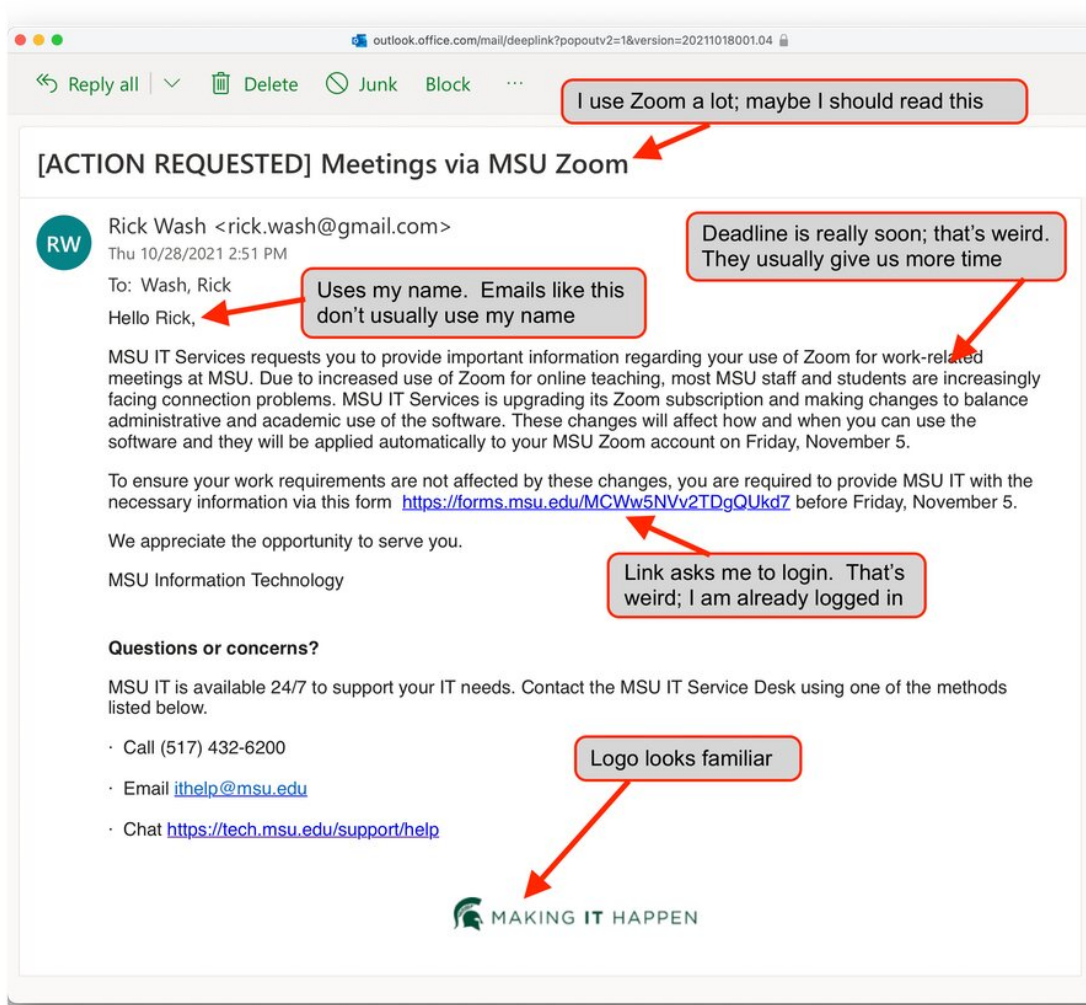 outlook.office.com/mail/deeplink?popoutv2=1&version=20211018001.04
Reply all Delete Junk Block ...
I use Zoom a lot; maybe I should read this
[ACTION REQUESTED] Meetings via MSU Zoom
RW
Rick Wash <rick.wash@gmail.com>
Thu 10/28/2021 2:51 PM
To: Wash, Rick
Deadline is really soon; that's weird.
They usually give us more time
Uses my name. Emails like this
don't usually use my name
Hello Rick,
MSU IT Services requests you to provide important information regarding your use of Zoom for work-related
meetings at MSU. Due to increased use of Zoom for online teaching, most MSU staff and students are increasingly
facing connection problems. MSU IT Services is upgrading its Zoom subscription and making changes to balance
administrative and academic use of the software. These changes will affect how and when you can use the
software and they will be applied automatically to your MSU Zoom account on Friday, November 5.
To ensure your work requirements are not affected by these changes, you are required to provide MSU IT with the
necessary information via this form https://forms.msu.edu/MCWw5NVv2TDgQUkd7 before Friday, November 5.
We appreciate the opportunity to serve you.
MSU Information Technology
Link asks me to login. That's
weird; I am already logged in
Questions or concerns?
MSU IT is available 24/7 to support your IT needs. Contact the MSU IT Service Desk using one of the methods
listed below.
· Call (517) 432-6200
· Email ithelp@msu.edu
· Chat https://tech.msu.edu/support/help
Logo looks familiar
MAKING IT HAPPEN